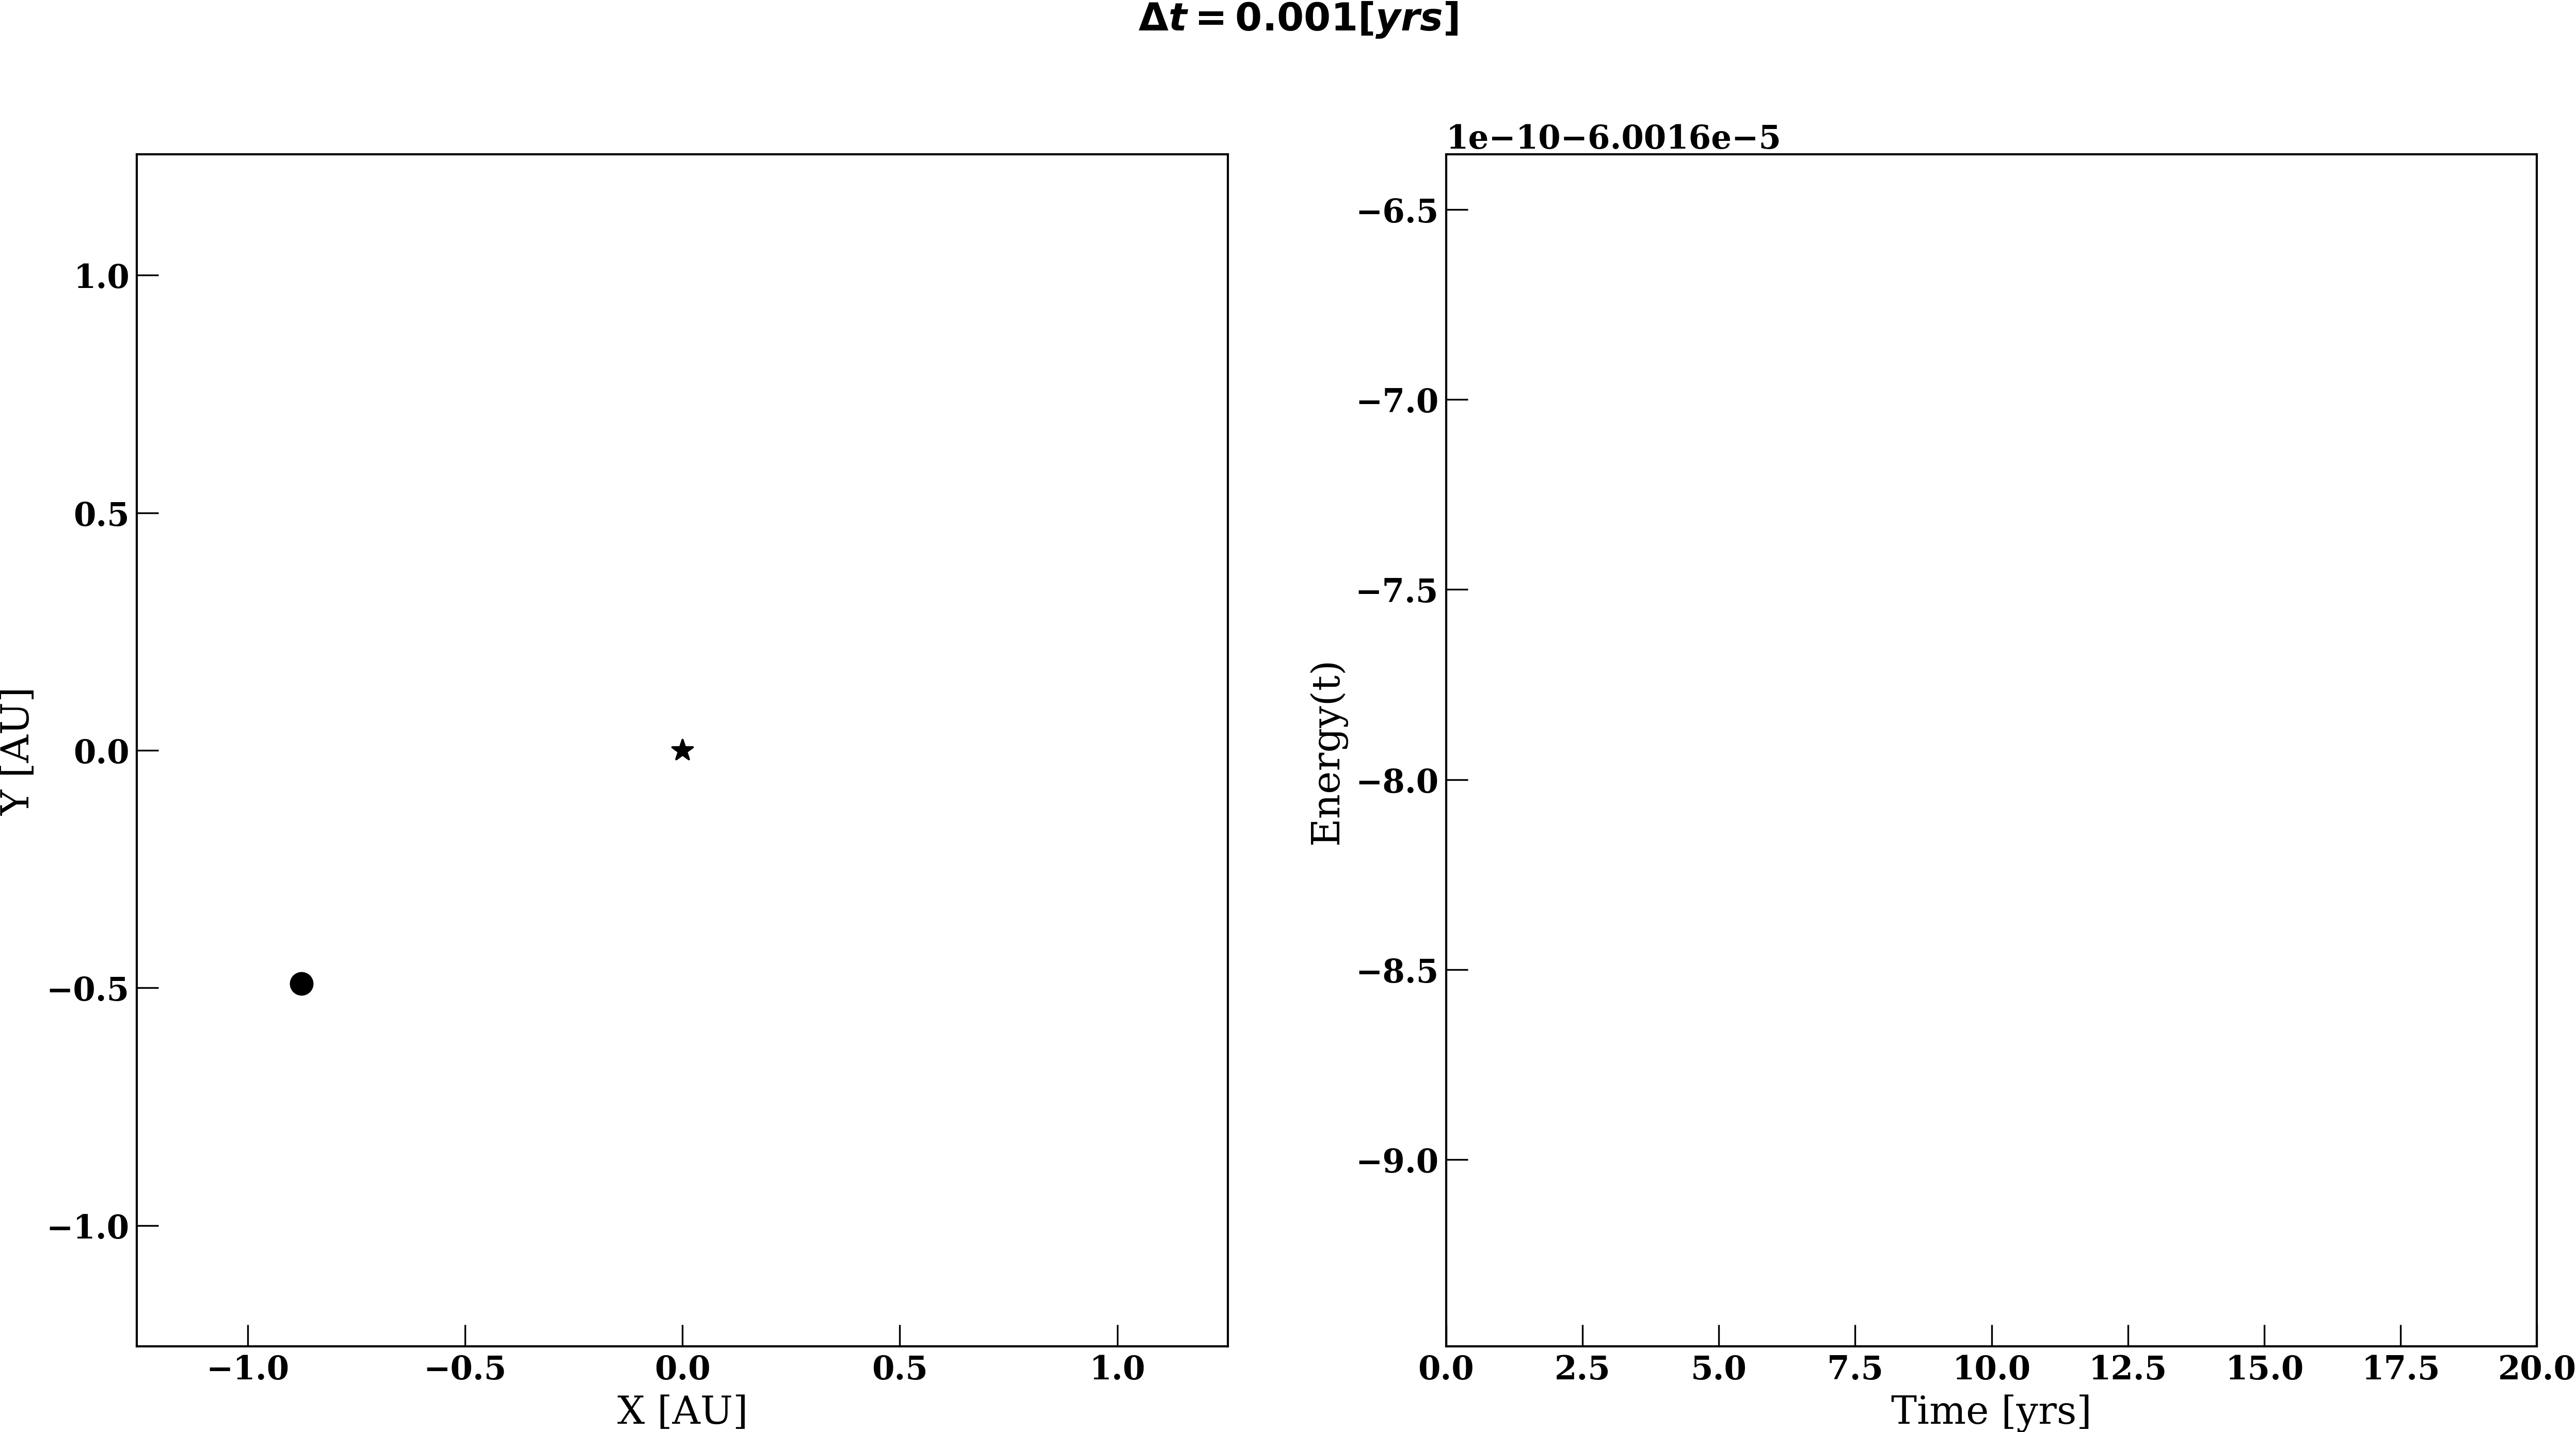 Δt = 0.001[yrs]
1e−10−6.0016e−5
1.0
0.5
0.0
−0.5
−1.0
Y [AU]
−1.0 −0.5 0.0 0.5 1.0
X [AU]
−6.5
−7.0
−7.5
−8.0
−8.5
−9.0
Energy(t)
0.0 2.5 5.0 7.5 10.0 12.5 15.0 17.5 20.0
Time [yrs]